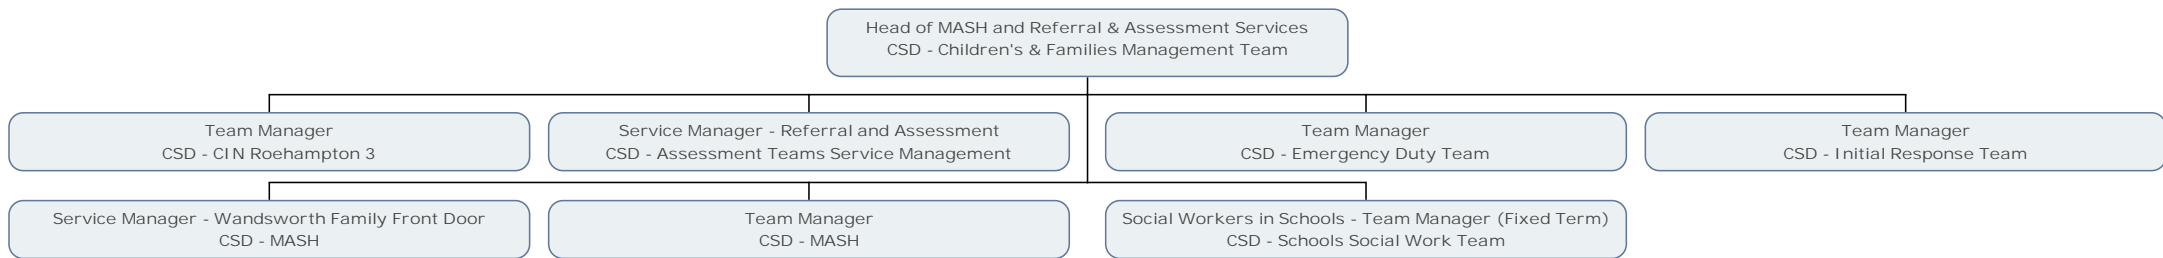 Head of MASH and Referral & Assessment Services
CSD - Children's & Families Management Team
Team Manager
CSD - CIN Roehampton 3
Service Manager - Referral and Assessment
CSD - Assessment Teams Service Management
Team Manager
CSD - Emergency Duty Team
Team Manager
CSD - Initial Response Team
Service Manager - Wandsworth Family Front Door
CSD - MASH
Team Manager
CSD - MASH
Social Workers in Schools - Team Manager (Fixed Term)
CSD - Schools Social Work Team